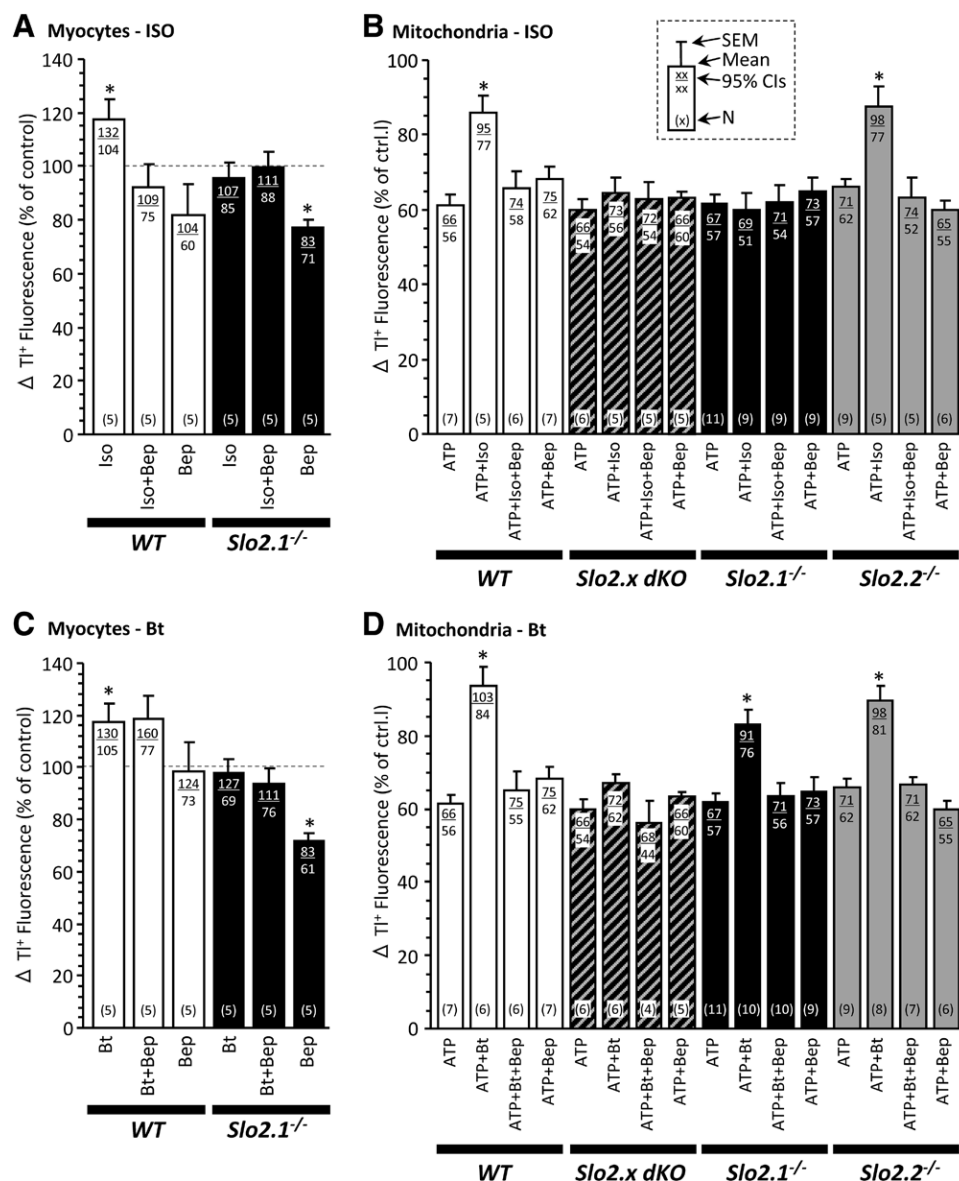 A Myocytes - ISO
Δ Tl⁺ Fluorescence (% of control)
140
120
100
80
60
40
20
0
*
*
132
104
109
75
104
60
107
85
111
88
83
71
(5) (5) (5) (5) (5) (5)
Iso
Iso+Bep
Bep
Iso
Iso+Bep
Bep
WT
Slo2.1⁻/⁻
B Mitochondria - ISO
SEM
Mean
95% CIs
N
xx
xx
(x)
Δ Tl⁺ Fluorescence (% of ctrl.l)
100
80
60
40
20
0
*
*
66
56
95
77
74
58
75
62
66
54
73
56
72
54
66
60
67
57
69
51
71
54
73
57
71
62
98
77
74
52
65
55
(7) (5) (6) (7) (6) (5) (5) (5) (11) (9) (9) (9) (9) (5) (5) (6)
ATP
ATP+Iso
ATP+Iso+Bep
ATP+Bep
ATP
ATP+Iso
ATP+Iso+Bep
ATP+Bep
ATP
ATP+Iso
ATP+Iso+Bep
ATP+Bep
ATP
ATP+Iso
ATP+Iso+Bep
ATP+Bep
WT
Slo2.x dKO
Slo2.1⁻/⁻
Slo2.2⁻/⁻
C Myocytes - Bt
Δ Tl⁺ Fluorescence (% of control)
140
120
100
80
60
40
20
0
*
*
130
105
160
77
124
73
127
69
111
76
83
61
(5) (5) (5) (5) (5) (5)
Bt
Bt+Bep
Bep
Bt
Bt+Bep
Bep
WT
Slo2.1⁻/⁻
D Mitochondria - Bt
Δ Tl⁺ Fluorescence (% of ctrl.l)
100
80
60
40
20
0
*
*
*
66
56
103
84
75
55
75
62
66
54
72
62
68
44
66
60
67
57
91
76
71
56
73
57
71
62
98
81
71
62
65
55
(7) (6) (6) (7) (6) (6) (4) (5) (11) (10) (10) (9) (9) (8) (7) (6)
ATP
ATP+Bt
ATP+Bt+Bep
ATP+Bep
ATP
ATP+Bt
ATP+Bt+Bep
ATP+Bep
ATP
ATP+Bt
ATP+Bt+Bep
ATP+Bep
ATP
ATP+Bt
ATP+Bt+Bep
ATP+Bep
WT
Slo2.x dKO
Slo2.1⁻/⁻
Slo2.2⁻/⁻